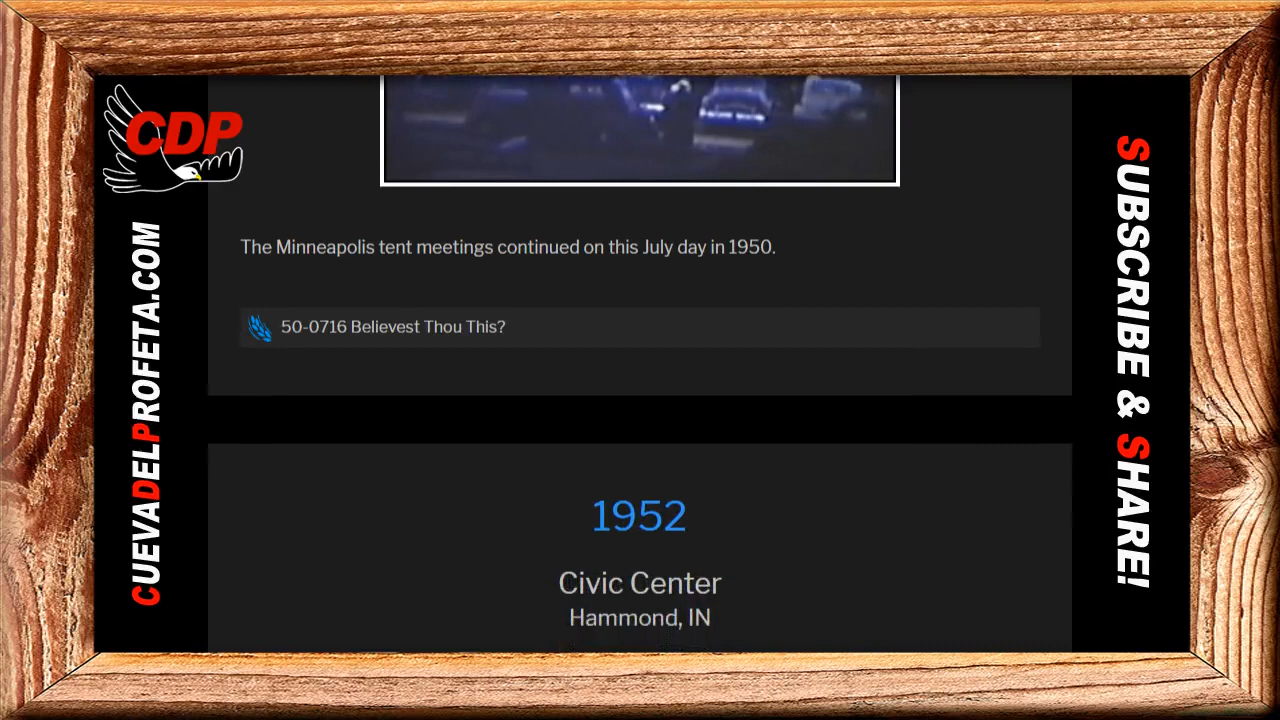 CDP
CUEVADELPROFETA.COM
The Minneapolis tent meetings continued on this July day in 1950.
50-0716 Believest Thou This?
1952
Civic Center
Hammond, IN
SUBSCRIBE & SHARE!